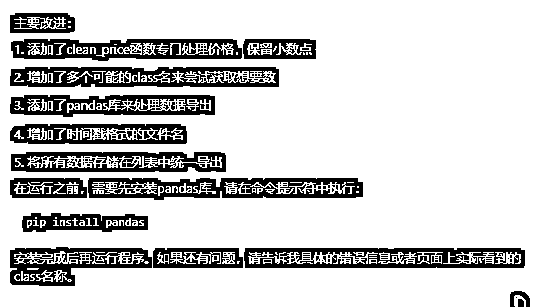 主要改进：
1. 添加了clean_price函数专门处理价格，保留小数点
2. 增加了多个可能的class名来尝试获取想要数
3. 添加了pandas库来处理数据导出
4. 增加了时间戳格式的文件名
5. 将所有数据存储在列表中统一导出
在运行之前，需要先安装pandas库。请在命令提示符中执行：
pip install pandas
安装完成后再运行程序。如果还有问题，请告诉我具体的错误信息或者页面上实际看到的
class名称。